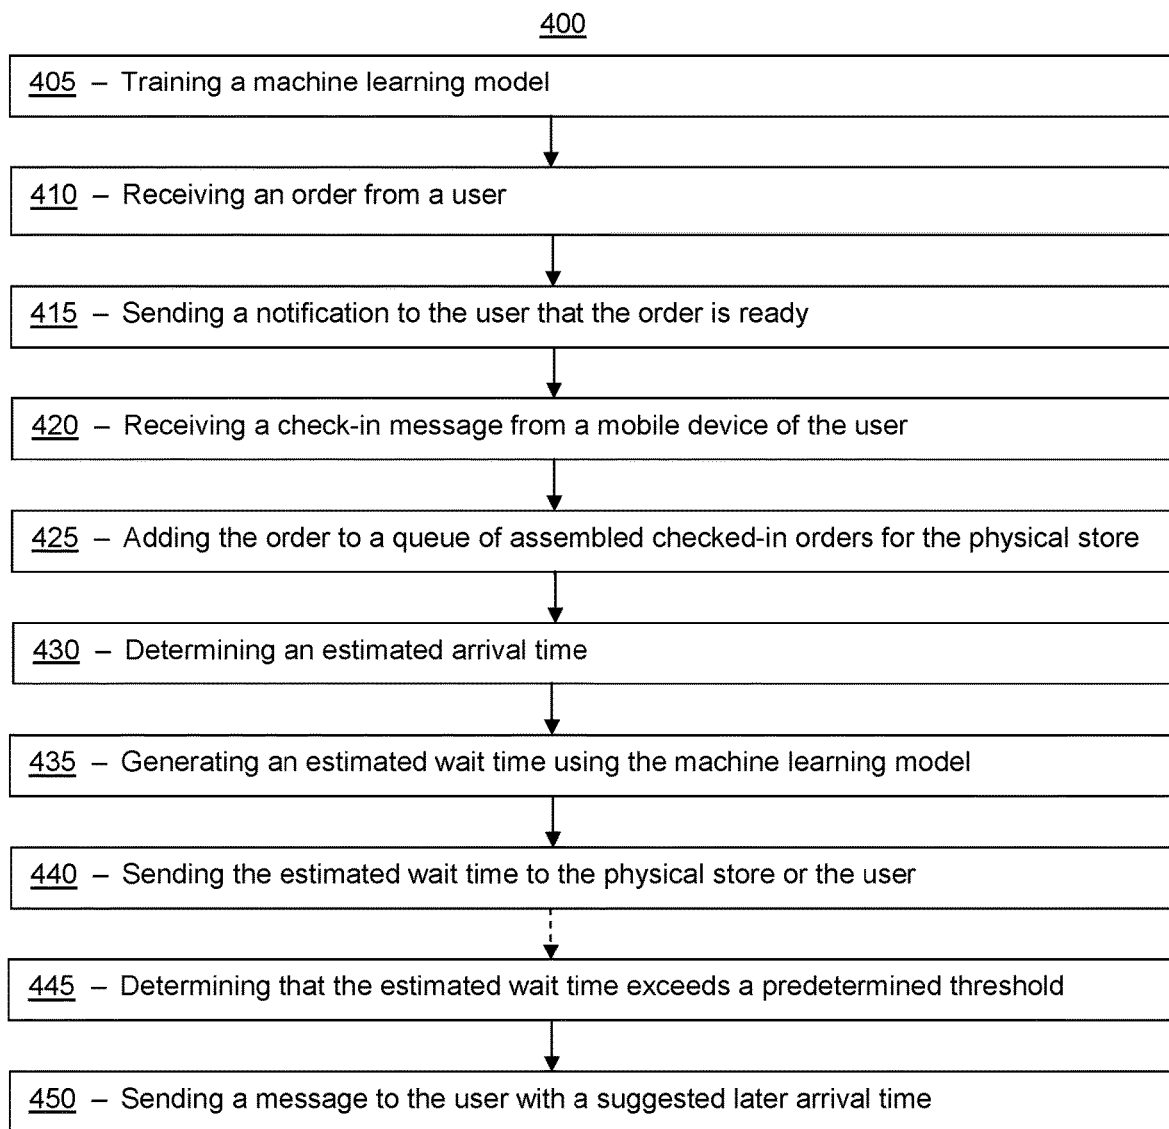 400
405 – Training a machine learning model
410 – Receiving an order from a user
415 – Sending a notification to the user that the order is ready
420 – Receiving a check-in message from a mobile device of the user
425 – Adding the order to a queue of assembled checked-in orders for the physical store
430 – Determining an estimated arrival time
435 – Generating an estimated wait time using the machine learning model
440 – Sending the estimated wait time to the physical store or the user
445 – Determining that the estimated wait time exceeds a predetermined threshold
450 – Sending a message to the user with a suggested later arrival time